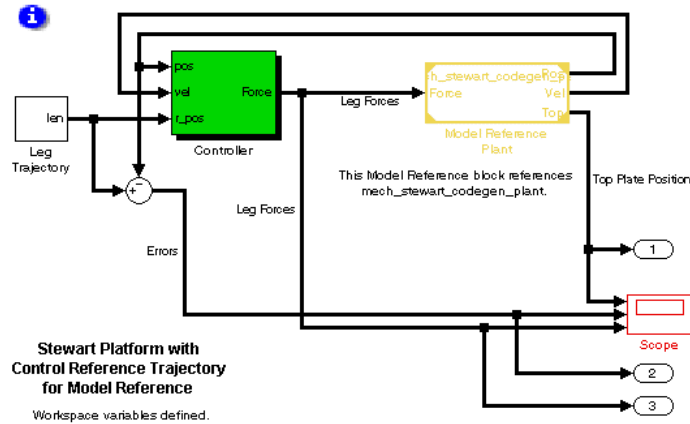 i
pos
vel
r_pos
Force
Controller
len
Leg
Trajectory
Leg Forces
h_stewart_codegen_p
Pos
Force
Vel
Top
Model Reference
Plant
This Model Reference block references
mech_stewart_codegen_plant.
Top Plate Position
Leg Forces
Errors
1
Scope
2
3
Stewart Platform with
Control Reference Trajectory
for Model Reference
Workspace variables defined.